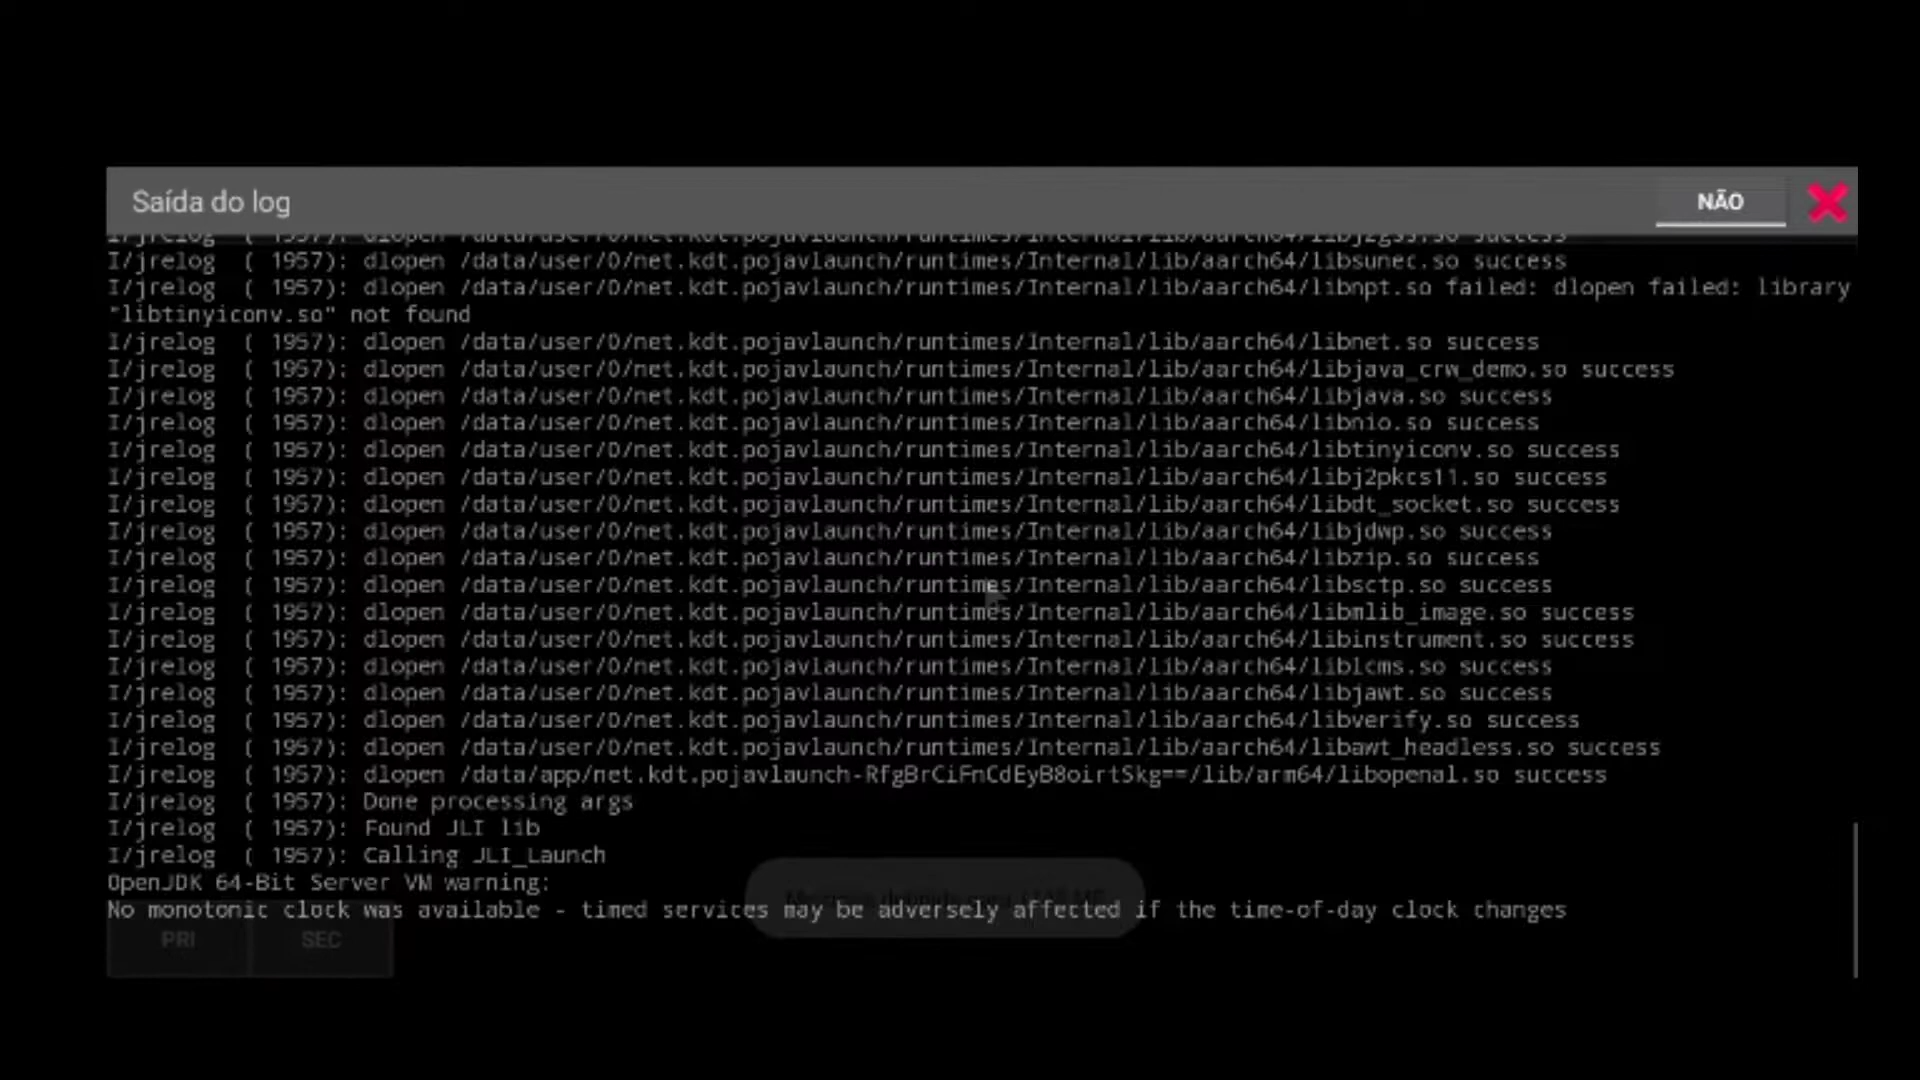 Saída do log
NÃO
I/jrelog  ( 1957): dlopen /data/user/0/net.kdt.pojavlaunch/runtimes/Internal/lib/aarch64/libj2gss.so success
I/jrelog  ( 1957): dlopen /data/user/0/net.kdt.pojavlaunch/runtimes/Internal/lib/aarch64/libsunec.so success
I/jrelog  ( 1957): dlopen /data/user/0/net.kdt.pojavlaunch/runtimes/Internal/lib/aarch64/libnpt.so failed: dlopen failed: library
"libtinyiconv.so" not found
I/jrelog  ( 1957): dlopen /data/user/0/net.kdt.pojavlaunch/runtimes/Internal/lib/aarch64/libnet.so success
I/jrelog  ( 1957): dlopen /data/user/0/net.kdt.pojavlaunch/runtimes/Internal/lib/aarch64/libjava_crw_demo.so success
I/jrelog  ( 1957): dlopen /data/user/0/net.kdt.pojavlaunch/runtimes/Internal/lib/aarch64/libjava.so success
I/jrelog  ( 1957): dlopen /data/user/0/net.kdt.pojavlaunch/runtimes/Internal/lib/aarch64/libnio.so success
I/jrelog  ( 1957): dlopen /data/user/0/net.kdt.pojavlaunch/runtimes/Internal/lib/aarch64/libtinyiconv.so success
I/jrelog  ( 1957): dlopen /data/user/0/net.kdt.pojavlaunch/runtimes/Internal/lib/aarch64/libj2pkcs11.so success
I/jrelog  ( 1957): dlopen /data/user/0/net.kdt.pojavlaunch/runtimes/Internal/lib/aarch64/libdt_socket.so success
I/jrelog  ( 1957): dlopen /data/user/0/net.kdt.pojavlaunch/runtimes/Internal/lib/aarch64/libjdwp.so success
I/jrelog  ( 1957): dlopen /data/user/0/net.kdt.pojavlaunch/runtimes/Internal/lib/aarch64/libzip.so success
I/jrelog  ( 1957): dlopen /data/user/0/net.kdt.pojavlaunch/runtimes/Internal/lib/aarch64/libsctp.so success
I/jrelog  ( 1957): dlopen /data/user/0/net.kdt.pojavlaunch/runtimes/Internal/lib/aarch64/libmlib_image.so success
I/jrelog  ( 1957): dlopen /data/user/0/net.kdt.pojavlaunch/runtimes/Internal/lib/aarch64/libinstrument.so success
I/jrelog  ( 1957): dlopen /data/user/0/net.kdt.pojavlaunch/runtimes/Internal/lib/aarch64/liblcms.so success
I/jrelog  ( 1957): dlopen /data/user/0/net.kdt.pojavlaunch/runtimes/Internal/lib/aarch64/libjawt.so success
I/jrelog  ( 1957): dlopen /data/user/0/net.kdt.pojavlaunch/runtimes/Internal/lib/aarch64/libverify.so success
I/jrelog  ( 1957): dlopen /data/user/0/net.kdt.pojavlaunch/runtimes/Internal/lib/aarch64/libawt_headless.so success
I/jrelog  ( 1957): dlopen /data/app/net.kdt.pojavlaunch-RfgBrCiFnCdEyB8oirtSkg==/lib/arm64/libopenal.so success
I/jrelog  ( 1957): Done processing args
I/jrelog  ( 1957): Found JLI lib
I/jrelog  ( 1957): Calling JLI_Launch
OpenJDK 64-Bit Server VM warning:
No monotonic clock was available - timed services may be adversely affected if the time-of-day clock changes
PRI
SEC